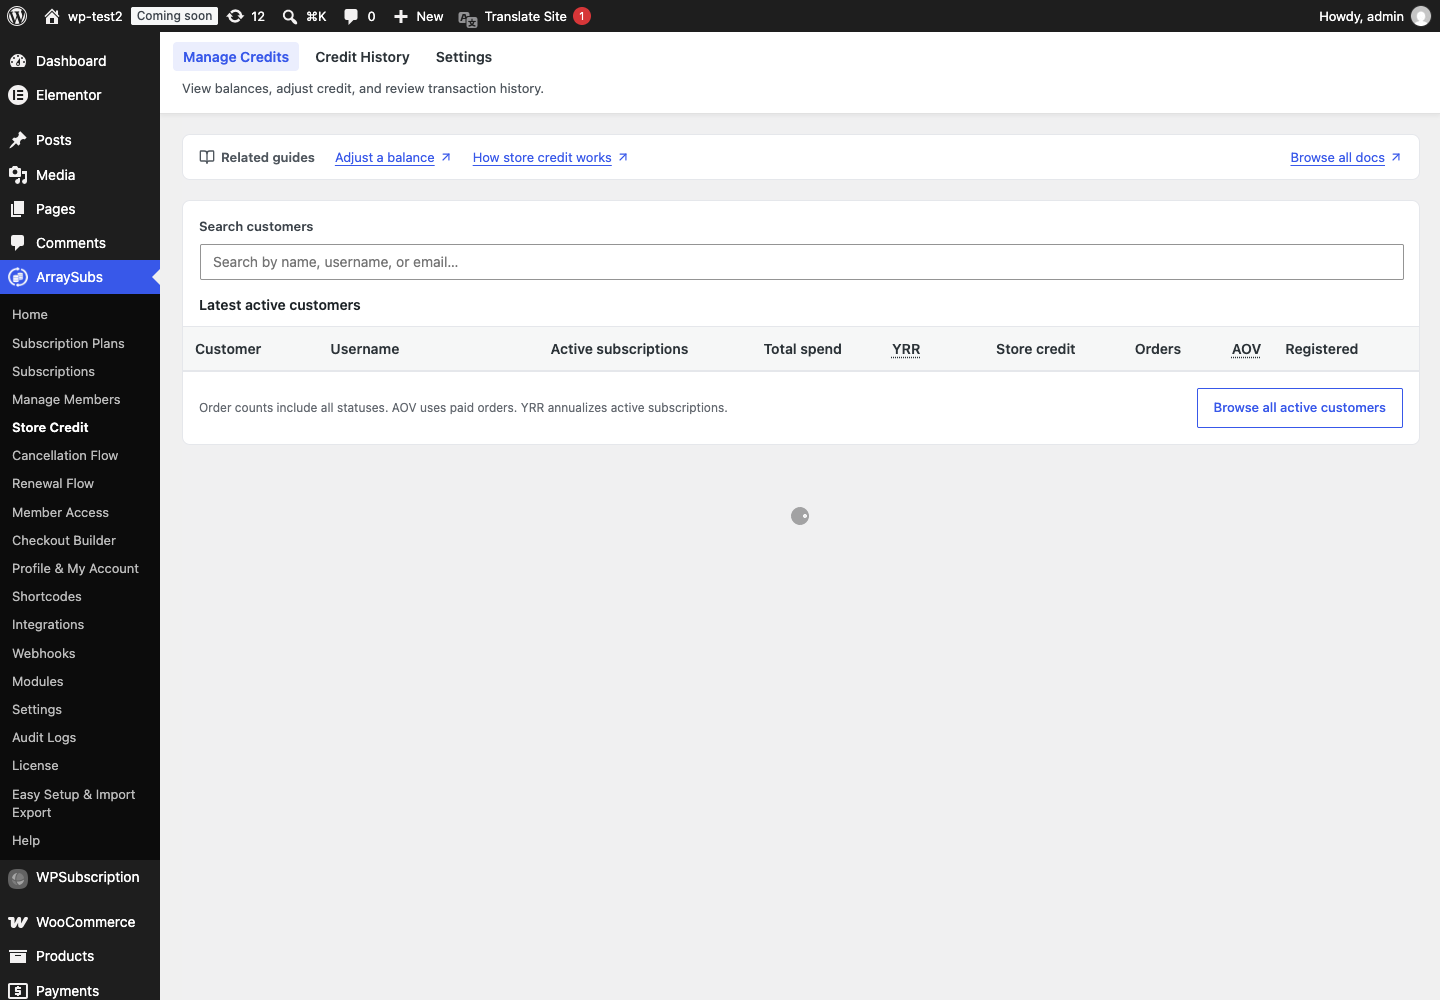 wp-test2 Coming soon 12 ⌘K 0 New Translate Site 1 Howdy, admin
Dashboard
Elementor
Posts
Media
Pages
Comments
ArraySubs
Home
Subscription Plans
Subscriptions
Manage Members
Store Credit
Cancellation Flow
Renewal Flow
Member Access
Checkout Builder
Profile & My Account
Shortcodes
Integrations
Webhooks
Modules
Settings
Audit Logs
License
Easy Setup & Import
Export
Help
WPSubscription
WooCommerce
Products
Payments
Manage Credits Credit History Settings
View balances, adjust credit, and review transaction history.
Related guides Adjust a balance How store credit works Browse all docs
Search customers
Search by name, username, or email...
Latest active customers
Customer Username Active subscriptions Total spend YRR Store credit Orders AOV Registered
Order counts include all statuses. AOV uses paid orders. YRR annualizes active subscriptions. Browse all active customers